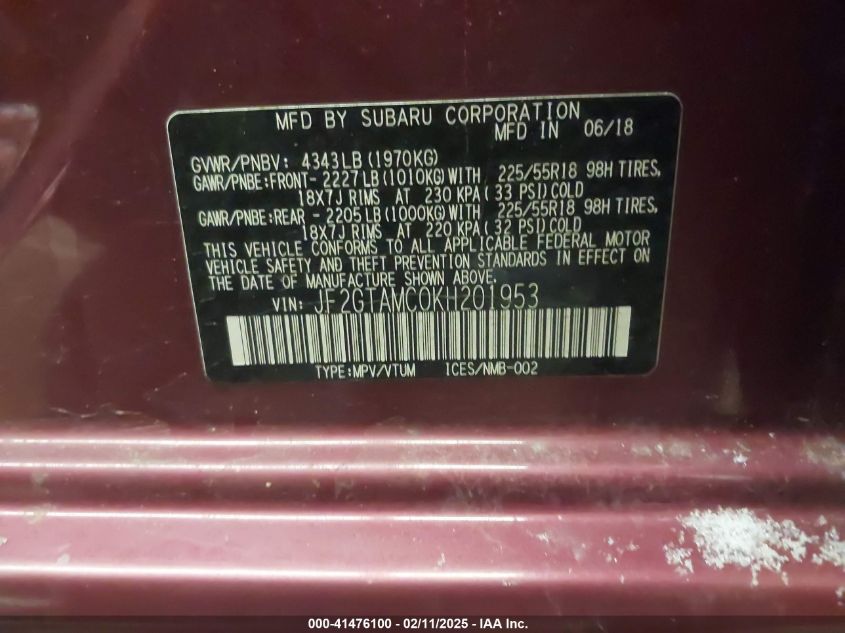 MFD BY SUBARU CORPORATION
MFD IN 06/18
GVWR/PNBV: 4343LB (1970KG)
GAWR/PNBE:FRONT- 2227LB (1010KG) WITH 225/55R18 98H TIRES,
18X7J RIMS AT 230 KPA( 33 PSI) COLD
GAWR/PNBE:REAR - 2205LB (1000KG) WITH 225/55R18 98H TIRES,
18X7J RIMS AT 220 KPA( 32 PSI) COLD
THIS VEHICLE CONFORMS TO ALL APPLICABLE FEDERAL MOTOR
VEHICLE SAFETY AND THEFT PREVENTION STANDARDS IN EFFECT ON
THE DATE OF MANUFACTURE SHOWN ABOVE.
VIN: JF2GTAMC0KH201953
TYPE:MPV/VTUM ICES/NMB-002
000-41476100 - 02/11/2025 - IAA Inc.